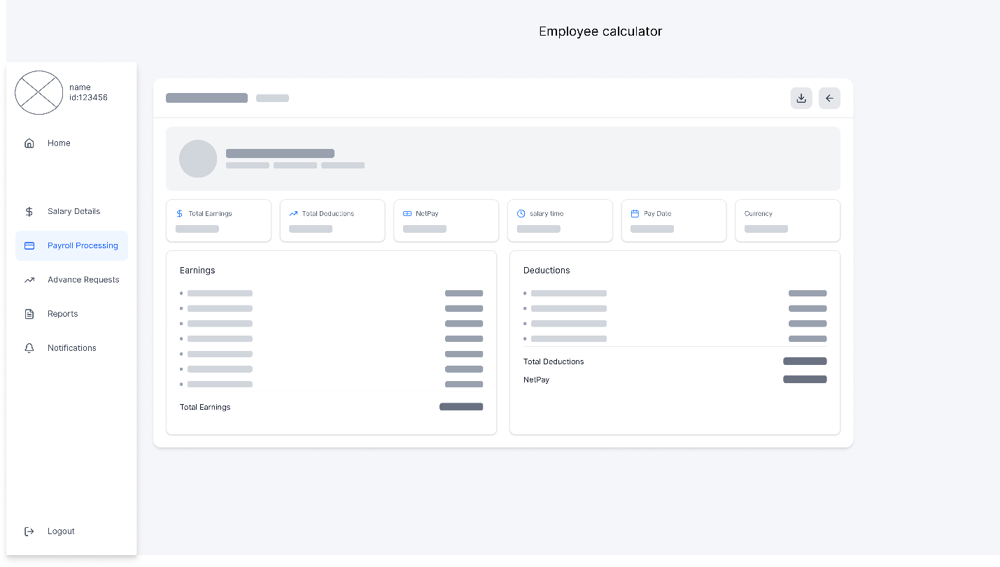 Employee calculator
name
id:123456
Home
Salary Details
Payroll Processing
Advance Requests
Reports
Notifications
Logout
Total Earnings
Total Deductions
NetPay
salary time
Pay Date
Currency
Earnings
Total Earnings
Deductions
Total Deductions
NetPay